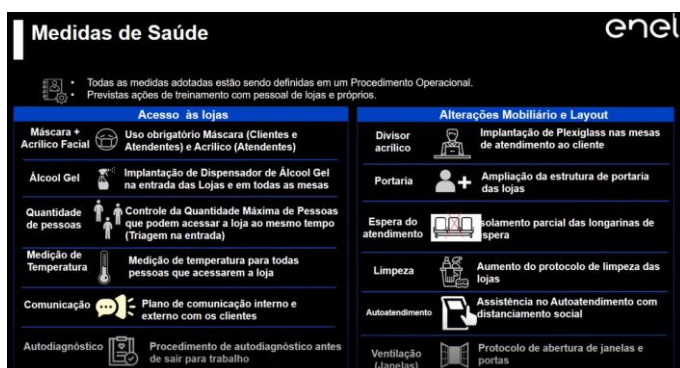 Medidas de Saúde
enel
• Todas as medidas adotadas estão sendo definidas em um Procedimento Operacional.
• Previstas ações de treinamento com pessoal de lojas e próprios.
Acesso às lojas
Máscara +
Acrílico Facial
Uso obrigatório Máscara (Clientes e
Atendentes) e Acrílico (Atendentes)
Álcool Gel
Implantação de Dispensador de Álcool Gel
na entrada das Lojas e em todas as mesas
Quantidade
de pessoas
Controle da Quantidade Máxima de Pessoas
que podem acessar a loja ao mesmo tempo
(Triagem na entrada)
Medição de
Temperatura
Medição de temperatura para todas
pessoas que acessarem a loja
Comunicação
Plano de comunicação interno e
externo com os clientes
Autodiagnóstico
Procedimento de autodiagnóstico antes
de sair para trabalho
Alterações Mobiliário e Layout
Divisor
acrílico
Implantação de Plexiglass nas mesas
de atendimento ao cliente
Portaria
Ampliação da estrutura de portaria
das lojas
Espera do
atendimento
solamento parcial das longarinas de
espera
Limpeza
Aumento do protocolo de limpeza das
lojas
Autoatendimento
Assistência no Autoatendimento com
distanciamento social
Ventilação
(Janelas)
Protocolo de abertura de janelas e
portas